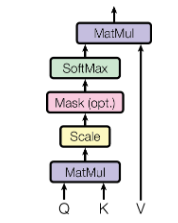 MatMul
SoftMax
Mask (opt.)
Scale
MatMul
Q K V